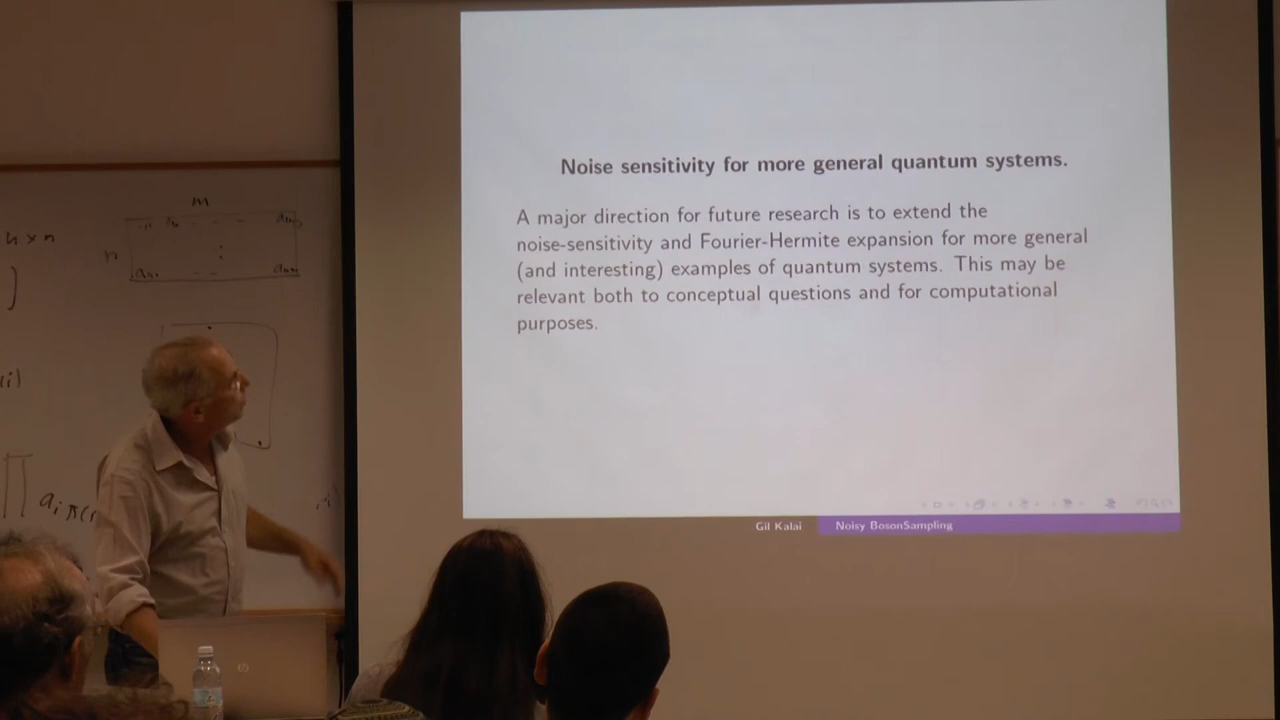 Noise sensitivity for more general quantum systems.
A major direction for future research is to extend the
noise-sensitivity and Fourier-Hermite expansion for more general
(and interesting) examples of quantum systems. This may be
relevant both to conceptual questions and for computational
purposes.
Gil Kalai Noisy BosonSampling
m
n × n
n
hp